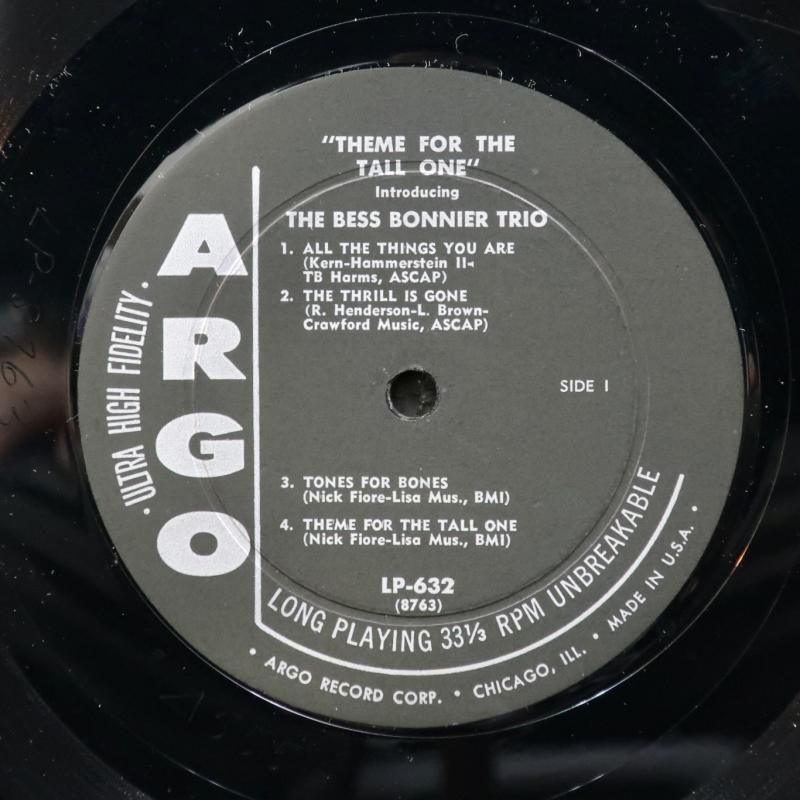 "THEME FOR THE
TALL ONE"
Introducing
THE BESS BONNIER TRIO
1. ALL THE THINGS YOU ARE
(Kern-Hammerstein II-
TB Harms, ASCAP)
2. THE THRILL IS GONE
(R. Henderson-L. Brown-
Crawford Music, ASCAP)
SIDE 1
3. TONES FOR BONES
(Nick Fiore-Lisa Mus., BMI)
4. THEME FOR THE TALL ONE
(Nick Fiore-Lisa Mus., BMI)
LP-632
(8763)
ARGO
• ULTRA HIGH FIDELITY •
LONG PLAYING 33⅓ RPM UNBREAKABLE
• ARGO RECORD CORP. • CHICAGO, ILL. • MADE IN U.S.A. •